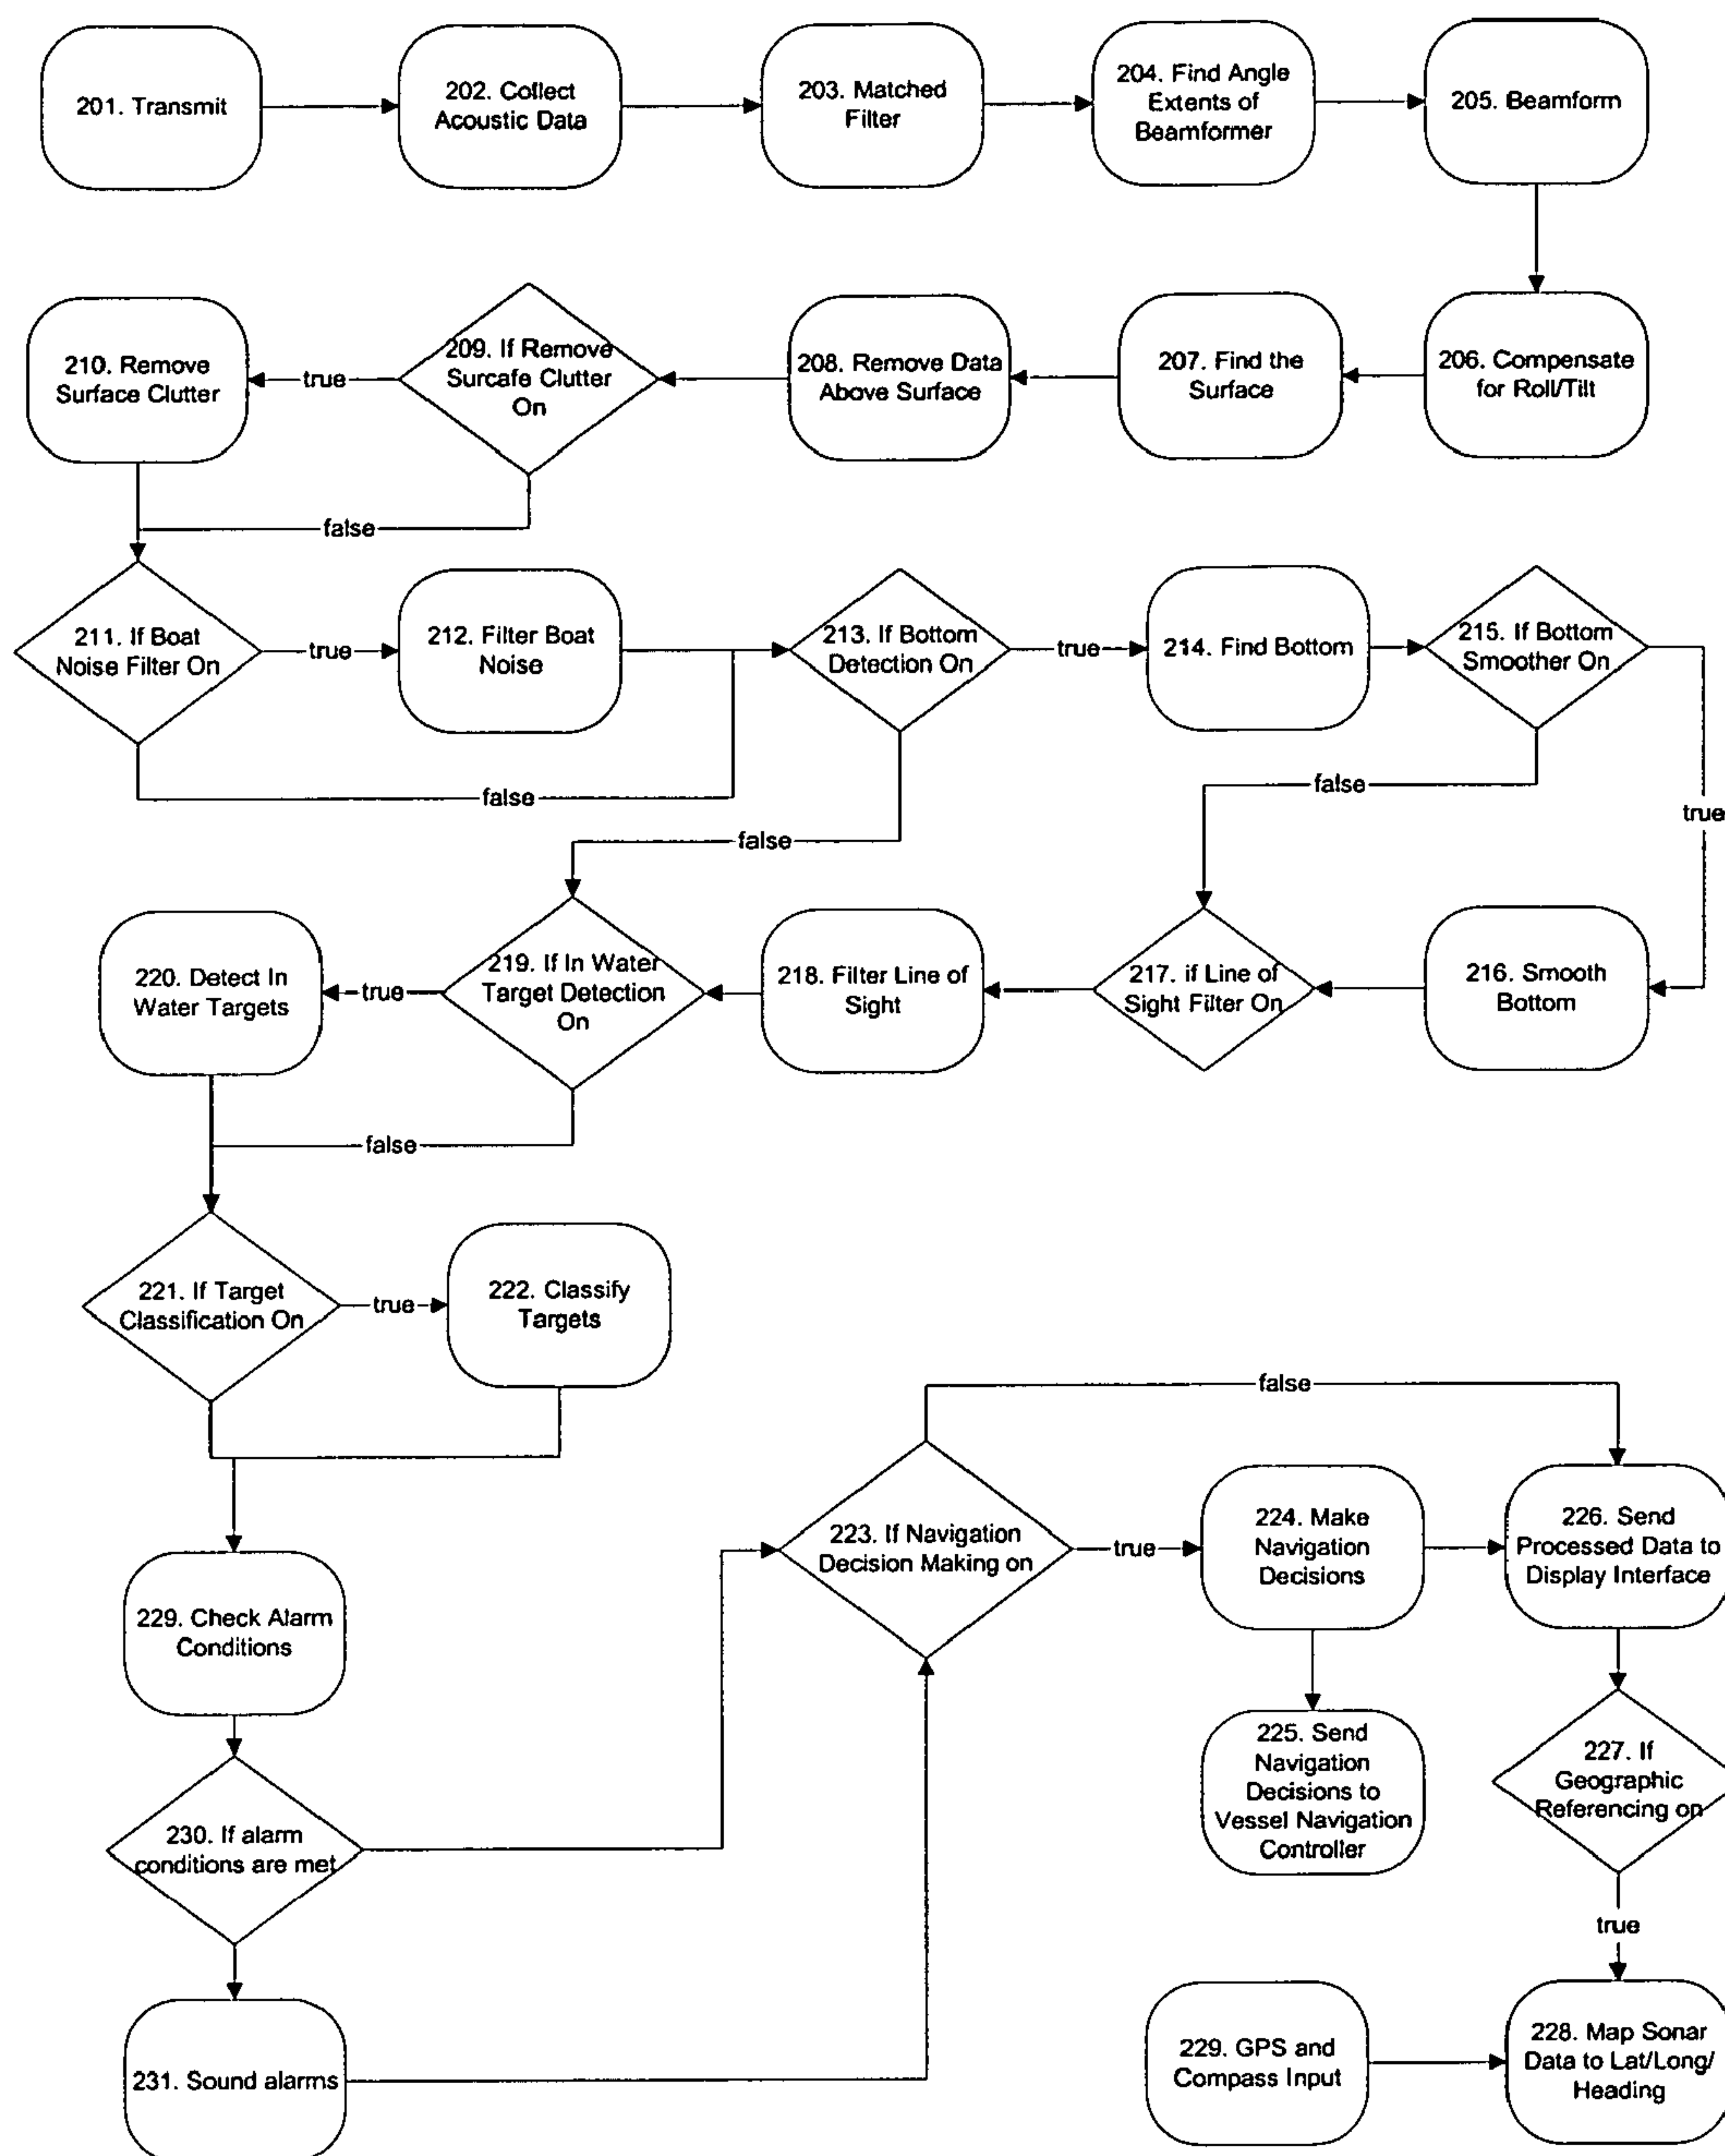 201. Transmit
202. Collect
Acoustic Data
203. Matched
Filter
204. Find Angle
Extents of
Beamformer
205. Beamform
206. Compensate
for Roll/Tilt
207. Find the
Surface
208. Remove Data
Above Surface
209. If Remove
Surcafe Clutter
On
true
210. Remove
Surface Clutter
false
211. If Boat
Noise Filter On
true
212. Filter Boat
Noise
false
213. If Bottom
Detection On
true
214. Find Bottom
215. If Bottom
Smoother On
false
true
false
216. Smooth
Bottom
217. if Line of
Sight Filter On
218. Filter Line of
Sight
219. If In Water
Target Detection
On
true
220. Detect In
Water Targets
false
221. If Target
Classification On
true
222. Classify
Targets
229. Check Alarm
Conditions
230. If alarm
conditions are met
231. Sound alarms
223. If Navigation
Decision Making on
false
true
224. Make
Navigation
Decisions
225. Send
Navigation
Decisions to
Vessel Navigation
Controller
226. Send
Processed Data to
Display Interface
227. If
Geographic
Referencing on
true
229. GPS and
Compass Input
228. Map Sonar
Data to Lat/Long/
Heading